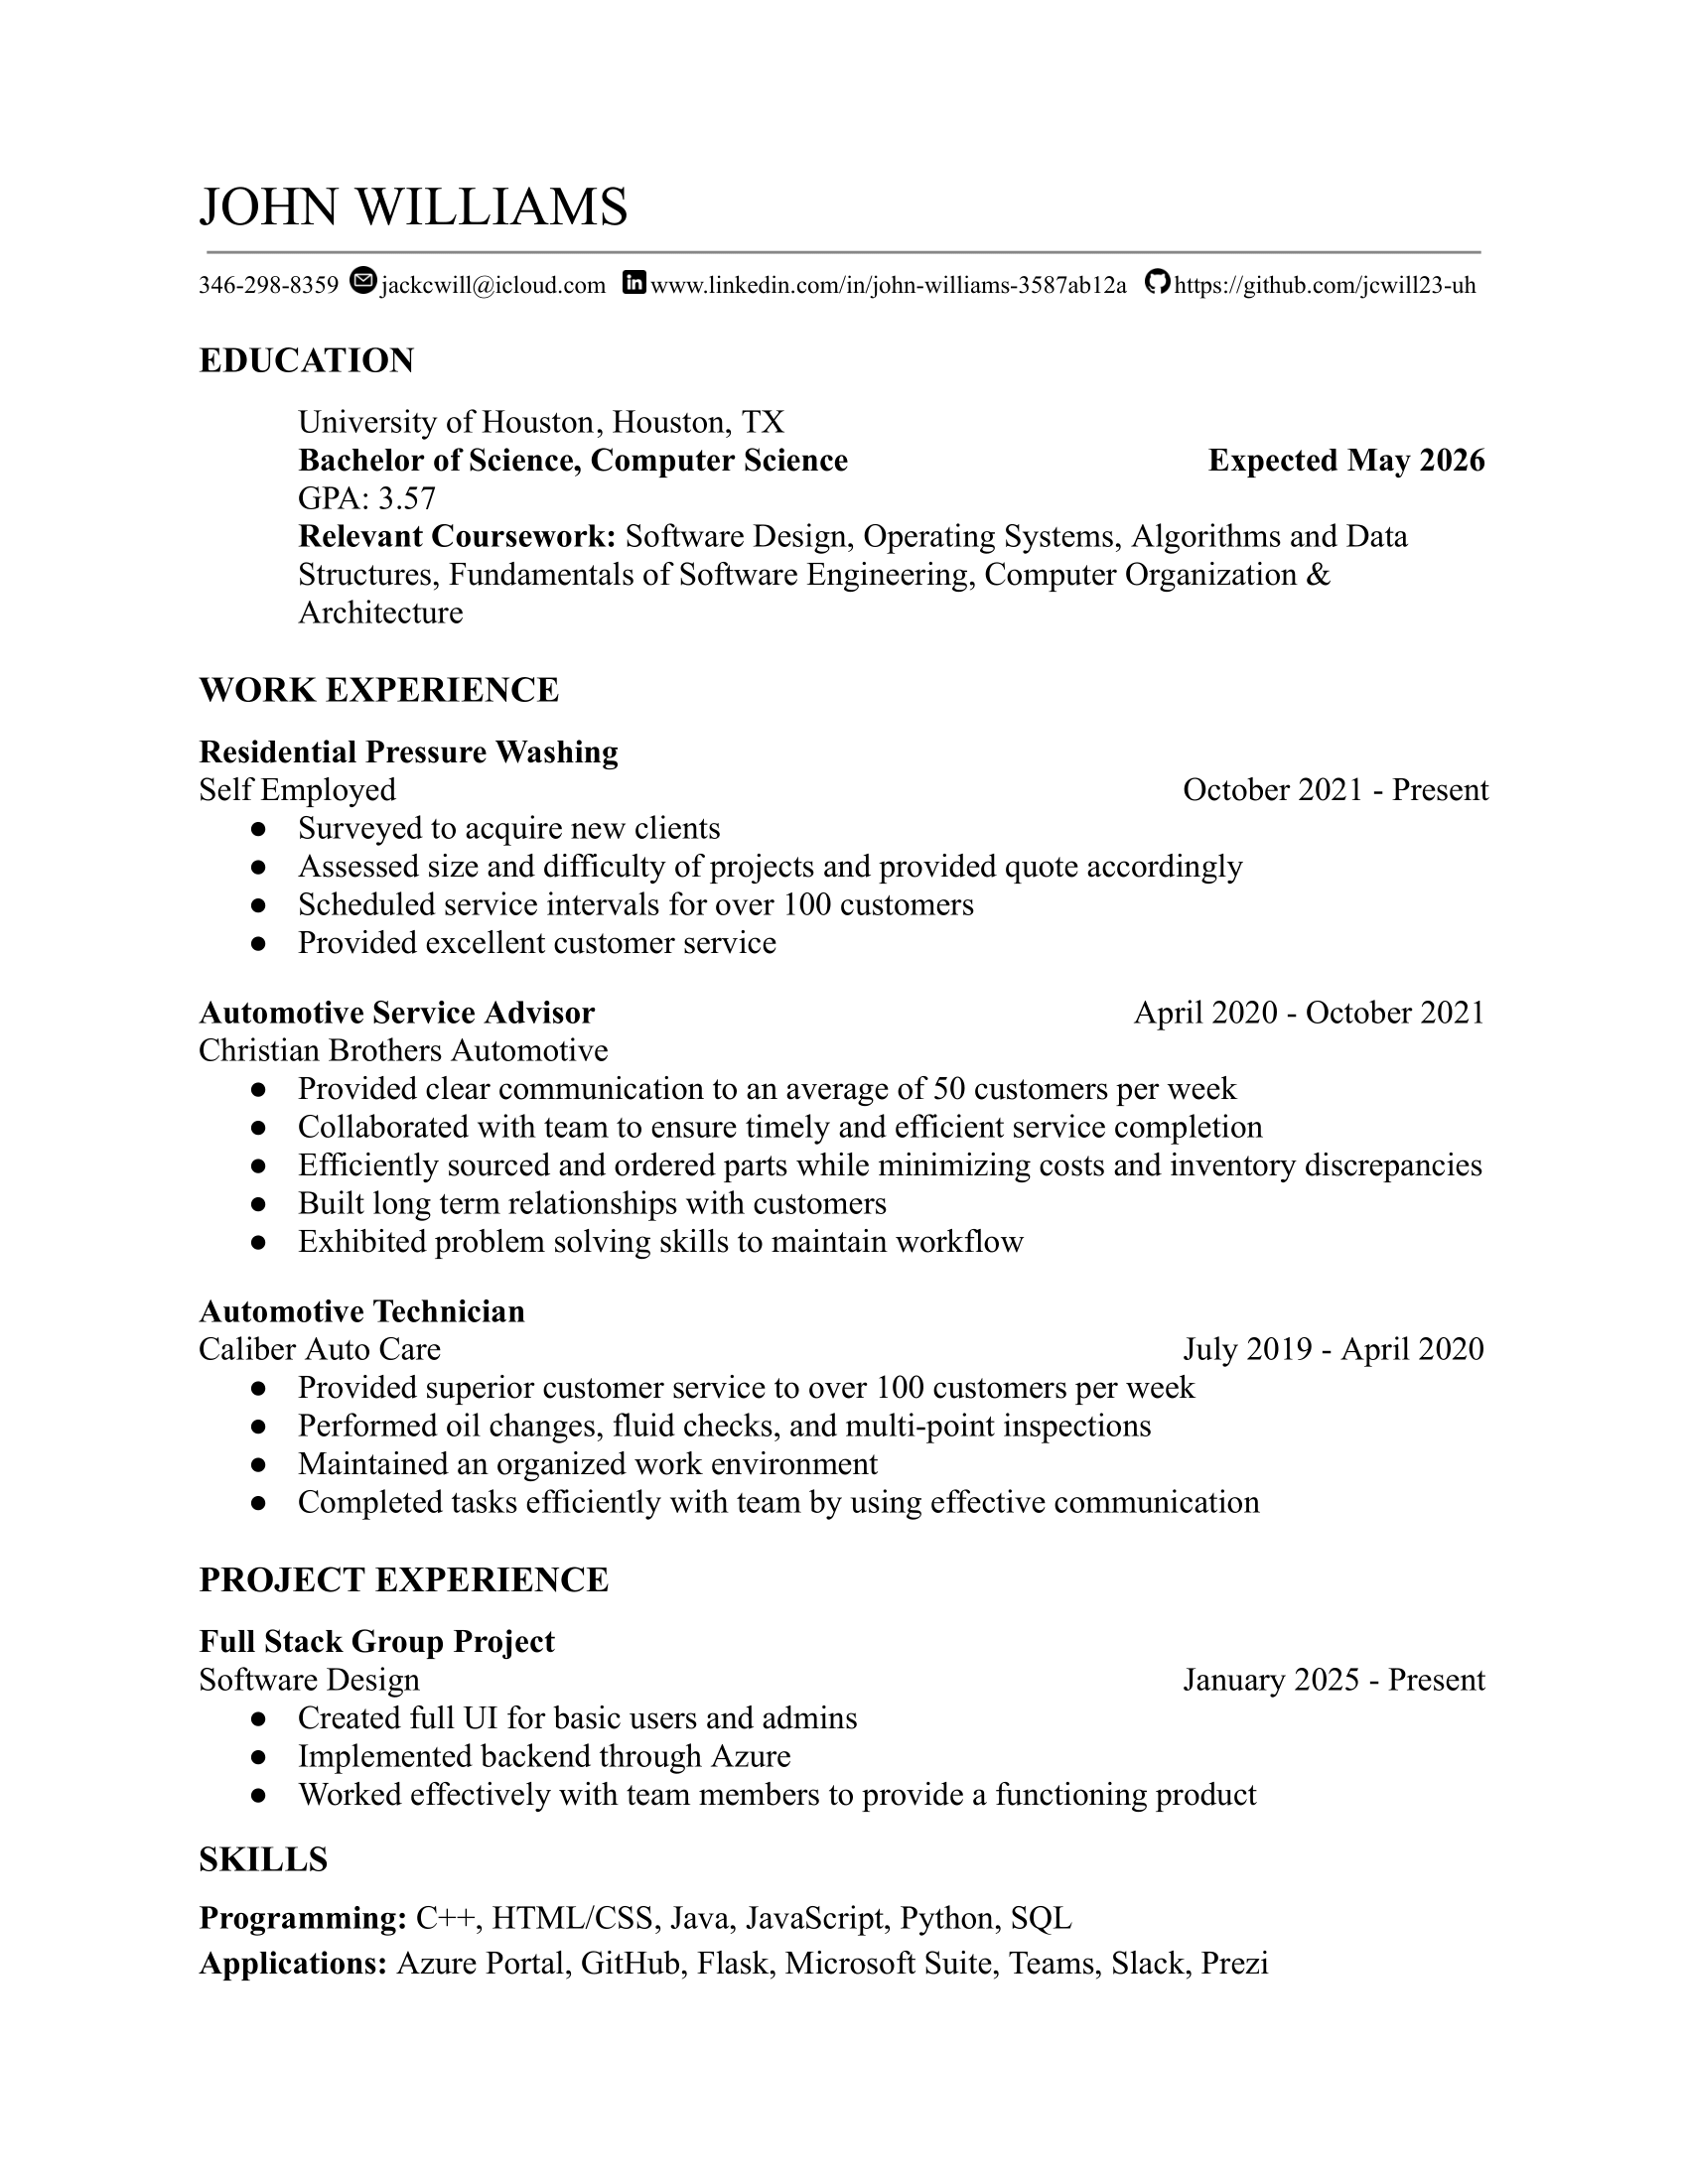 JOHN WILLIAMS
346-298-8359 jackcwill@icloud.com www.linkedin.com/in/john-williams-3587ab12a https://github.com/jcwill23-uh
EDUCATION
University of Houston, Houston, TX
Bachelor of Science, Computer Science Expected May 2026
GPA: 3.57
Relevant Coursework: Software Design, Operating Systems, Algorithms and Data
Structures, Fundamentals of Software Engineering, Computer Organization &
Architecture
WORK EXPERIENCE
Residential Pressure Washing
Self Employed October 2021 - Present
● Surveyed to acquire new clients
● Assessed size and difficulty of projects and provided quote accordingly
● Scheduled service intervals for over 100 customers
● Provided excellent customer service
Automotive Service Advisor April 2020 - October 2021
Christian Brothers Automotive
● Provided clear communication to an average of 50 customers per week
● Collaborated with team to ensure timely and efficient service completion
● Efficiently sourced and ordered parts while minimizing costs and inventory discrepancies
● Built long term relationships with customers
● Exhibited problem solving skills to maintain workflow
Automotive Technician
Caliber Auto Care July 2019 - April 2020
● Provided superior customer service to over 100 customers per week
● Performed oil changes, fluid checks, and multi-point inspections
● Maintained an organized work environment
● Completed tasks efficiently with team by using effective communication
PROJECT EXPERIENCE
Full Stack Group Project
Software Design January 2025 - Present
● Created full UI for basic users and admins
● Implemented backend through Azure
● Worked effectively with team members to provide a functioning product
SKILLS
Programming: C++, HTML/CSS, Java, JavaScript, Python, SQL
Applications: Azure Portal, GitHub, Flask, Microsoft Suite, Teams, Slack, Prezi